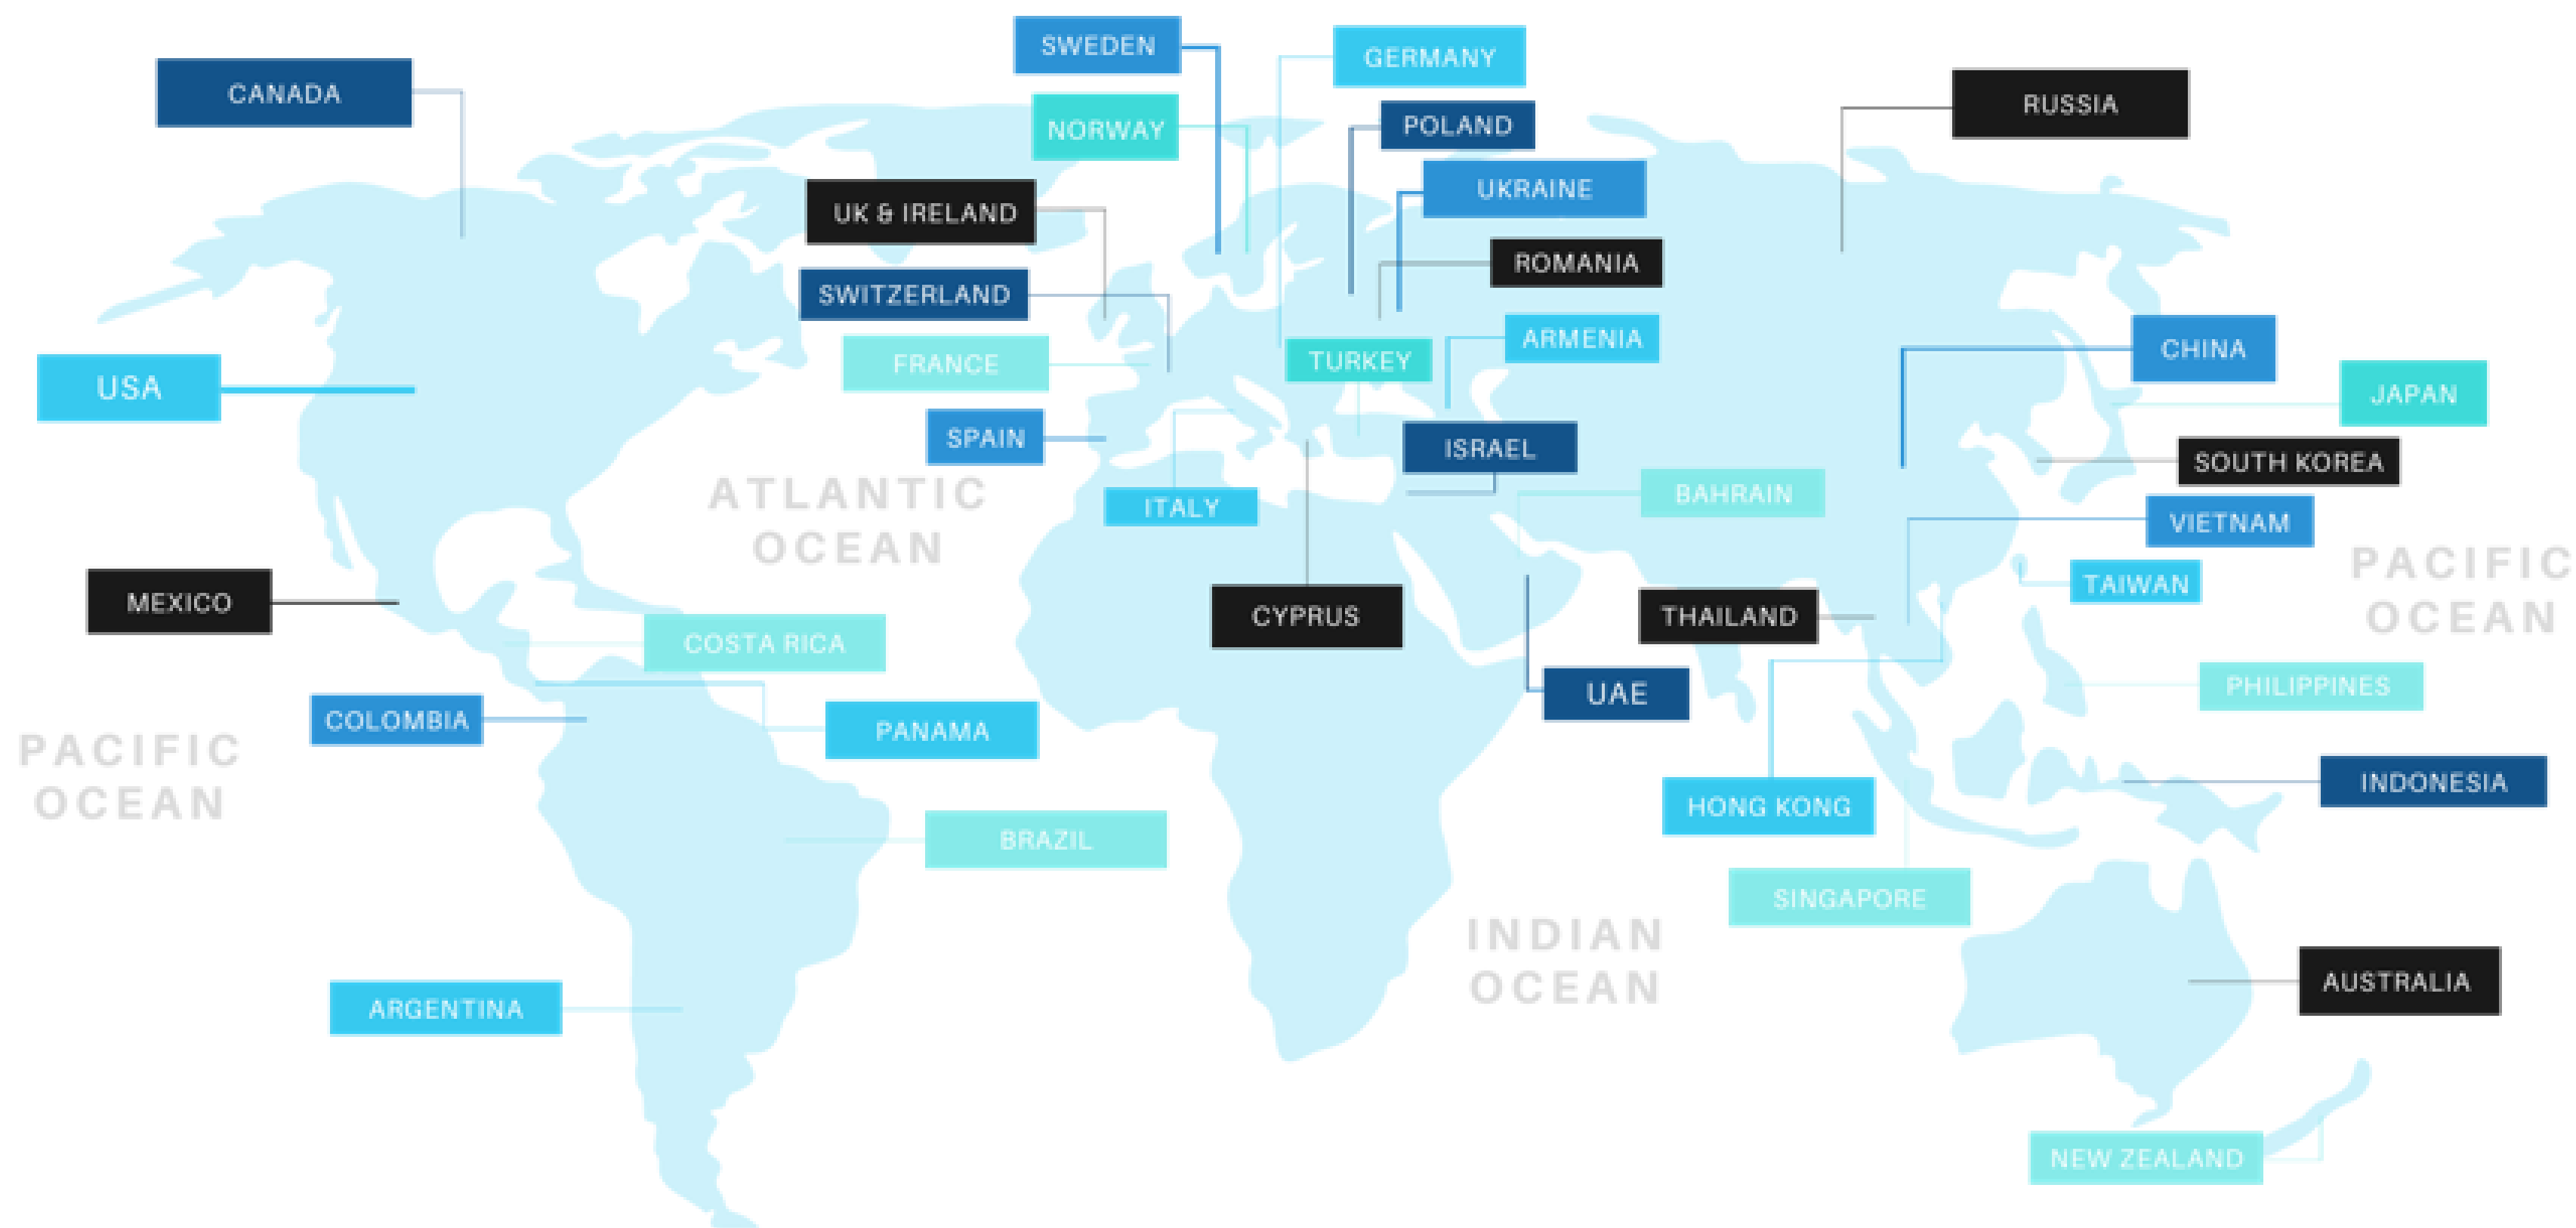 SWEDEN
GERMANY
CANADA
RUSSIA
NORWAY
POLAND
UKRAINE
UK & IRELAND
ROMANIA
SWITZERLAND
ARMENIA
CHINA
FRANCE
TURKEY
USA
JAPAN
SPAIN
ISRAEL
SOUTH KOREA
ATLANTIC
OCEAN
ITALY
BAHRAIN
VIETNAM
PACIFIC
OCEAN
TAIWAN
MEXICO
CYPRUS
THAILAND
COSTA RICA
UAE
PHILIPPINES
COLOMBIA
PANAMA
PACIFIC
OCEAN
INDONESIA
HONG KONG
BRAZIL
SINGAPORE
INDIAN
OCEAN
AUSTRALIA
ARGENTINA
NEW ZEALAND